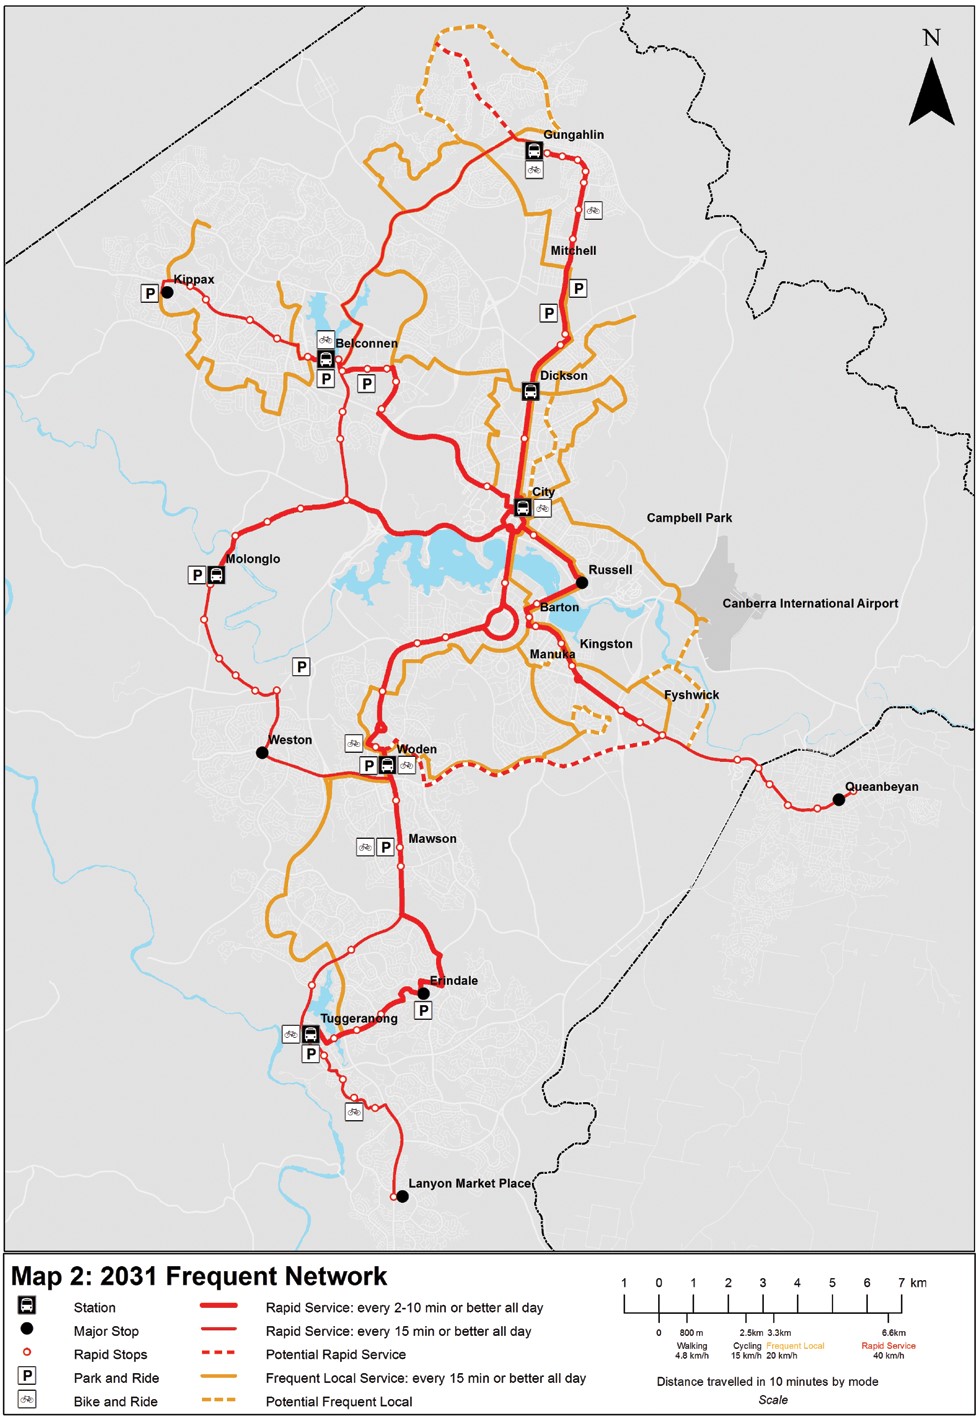 N
Gungahlin
Mitchell
P
Kippax
P
P
Belconnen
P
P
Dickson
City
Campbell Park
Molonglo
P
Russell
Canberra International Airport
Barton
Kingston
Manuka
P
Fyshwick
Weston
Woden
P
Queanbeyan
Mawson
P
Erindale
P
Tuggeranong
P
Lanyon Market Place
Map 2: 2031 Frequent Network
Station
Major Stop
Rapid Stops
P Park and Ride
Bike and Ride
Rapid Service: every 2-10 min or better all day
Rapid Service: every 15 min or better all day
Potential Rapid Service
Frequent Local Service: every 15 min or better all day
Potential Frequent Local
1 0 1 2 3 4 5 6 7 km
0 800 m 2.5km 3.3km 6.6km
Walking Cycling Frequent Local Rapid Service
4.8 km/h 15 km/h 20 km/h 40 km/h
Distance travelled in 10 minutes by mode
Scale